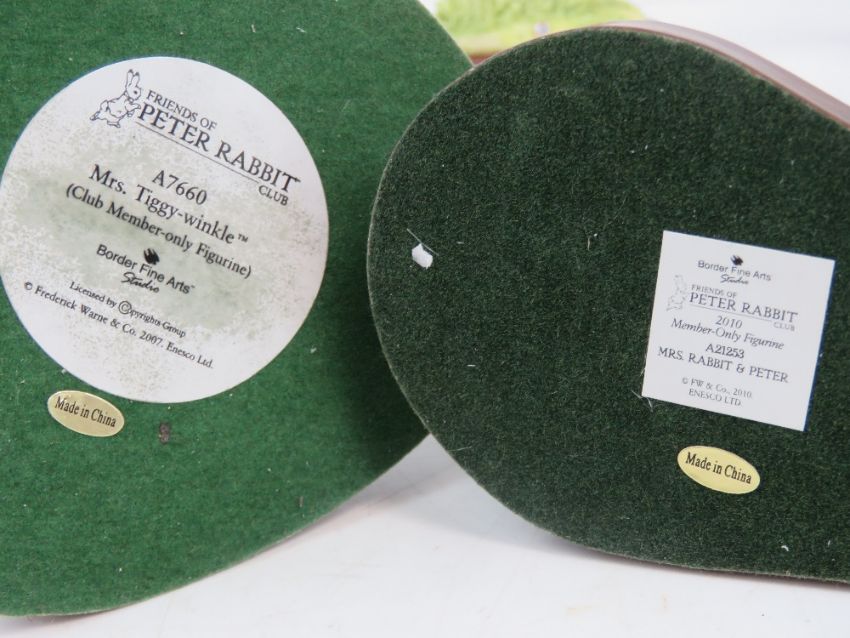 FRIENDS OF
PETER RABBIT
CLUB
A7660
Mrs. Tiggy-winkle™
(Club Member-only Figurine)
Border Fine Arts™
Studio
Licensed by Copyrights Group
© Frederick Warne & Co. 2007. Enesco Ltd.
Made in China
Border Fine Arts™
Studio
FRIENDS OF
PETER RABBIT
CLUB
2010
Member-Only Figurine
A21253
MRS. RABBIT & PETER
© FW & Co., 2010.
ENESCO LTD.
Made in China